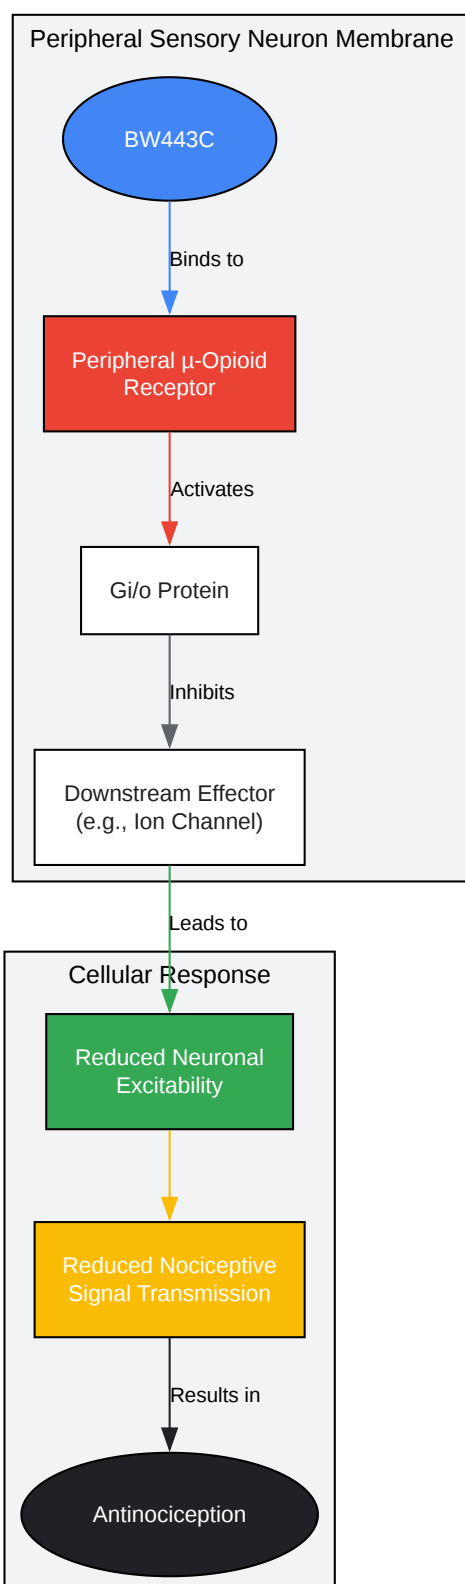 Peripheral Sensory Neuron Membrane
BW443C
Binds to
Peripheral µ-Opioid
Receptor
Activates
Gi/o Protein
Inhibits
Downstream Effector
(e.g., Ion Channel)
Leads to
Cellular Response
Reduced Neuronal
Excitability
Reduced Nociceptive
Signal Transmission
Results in
Antinociception